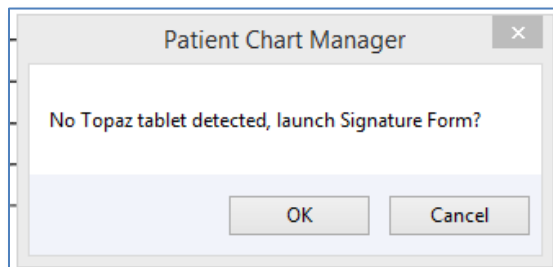 Patient Chart Manager
No Topaz tablet detected, launch Signature Form?
OK Cancel